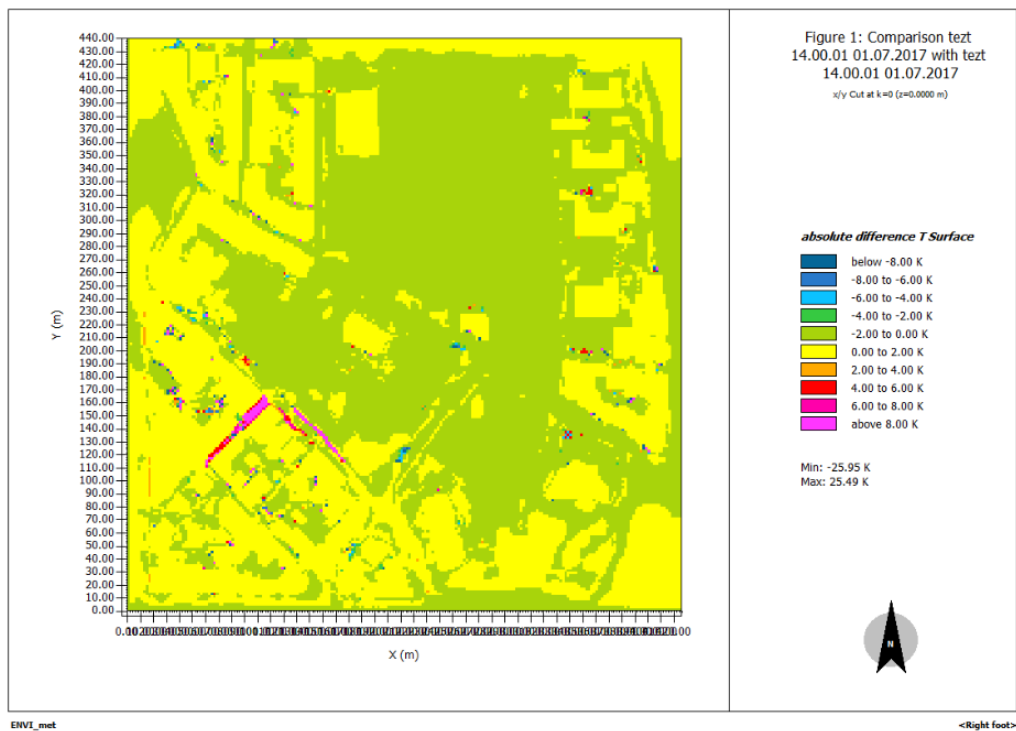 Figure 1: Comparison tezt
14.00.01 01.07.2017 with tezt
14.00.01 01.07.2017
x/y Cut at k=0 (z=0.0000 m)
440.00
430.00
420.00
410.00
400.00
390.00
380.00
370.00
360.00
350.00
340.00
330.00
320.00
310.00
300.00
290.00
280.00
270.00
260.00
250.00
240.00
230.00
220.00
210.00
200.00
190.00
180.00
170.00
160.00
150.00
140.00
130.00
120.00
110.00
100.00
90.00
80.00
70.00
60.00
50.00
40.00
30.00
20.00
10.00
0.00
Y (m)
X (m)
absolute difference T Surface
below -8.00 K
-8.00 to -6.00 K
-6.00 to -4.00 K
-4.00 to -2.00 K
-2.00 to 0.00 K
0.00 to 2.00 K
2.00 to 4.00 K
4.00 to 6.00 K
6.00 to 8.00 K
above 8.00 K
Min: -25.95 K
Max: 25.49 K
N
ENVI_met
<Right foot>